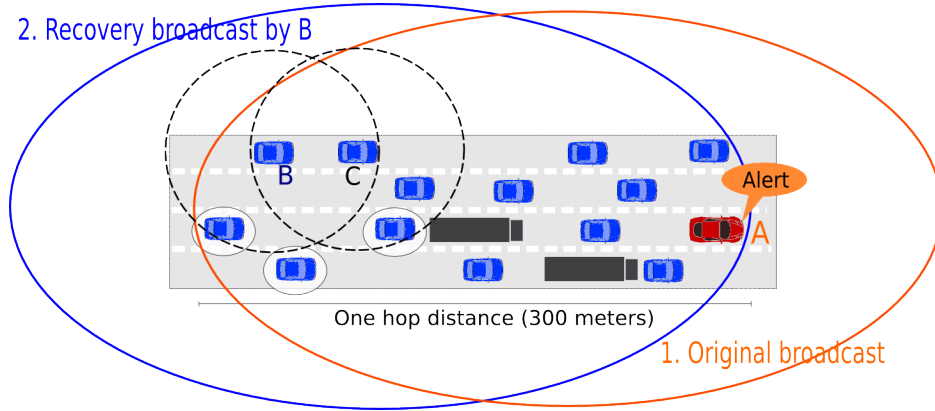 2. Recovery broadcast by B
B
C
Alert
A
One hop distance (300 meters)
1. Original broadcast